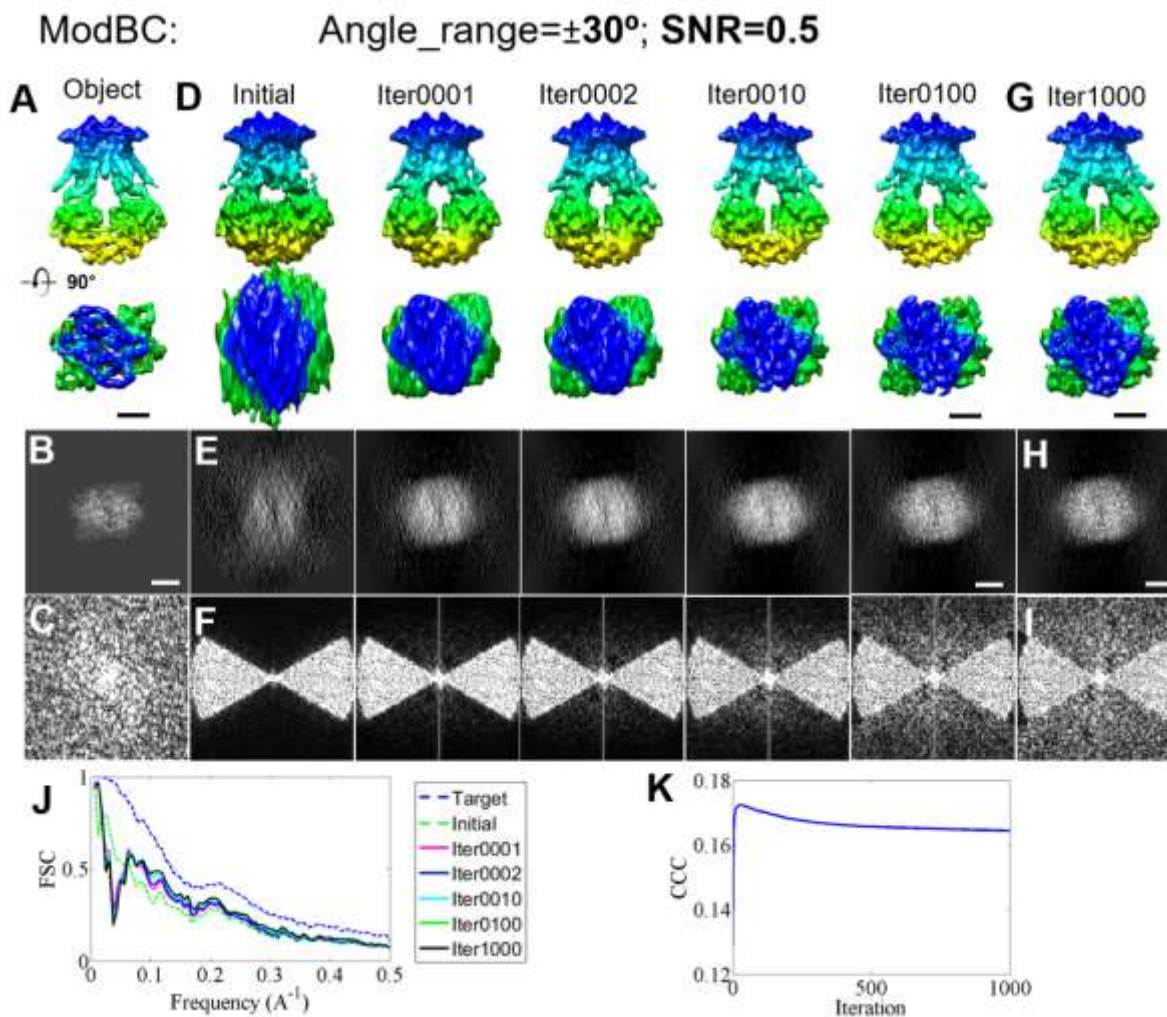 ModBC: Angle_range=±30º; SNR=0.5
A Object D Initial Iter0001 Iter0002 Iter0010 Iter0100 G Iter1000
90°
B E H
C F I
J
1
0.5
0
FSC
0 0.1 0.2 0.3 0.4 0.5
Frequency (A⁻¹)
Target
Initial
Iter0001
Iter0002
Iter0010
Iter0100
Iter1000
K
0.18
0.16
0.14
0.12
CCC
0 500 1000
Iteration